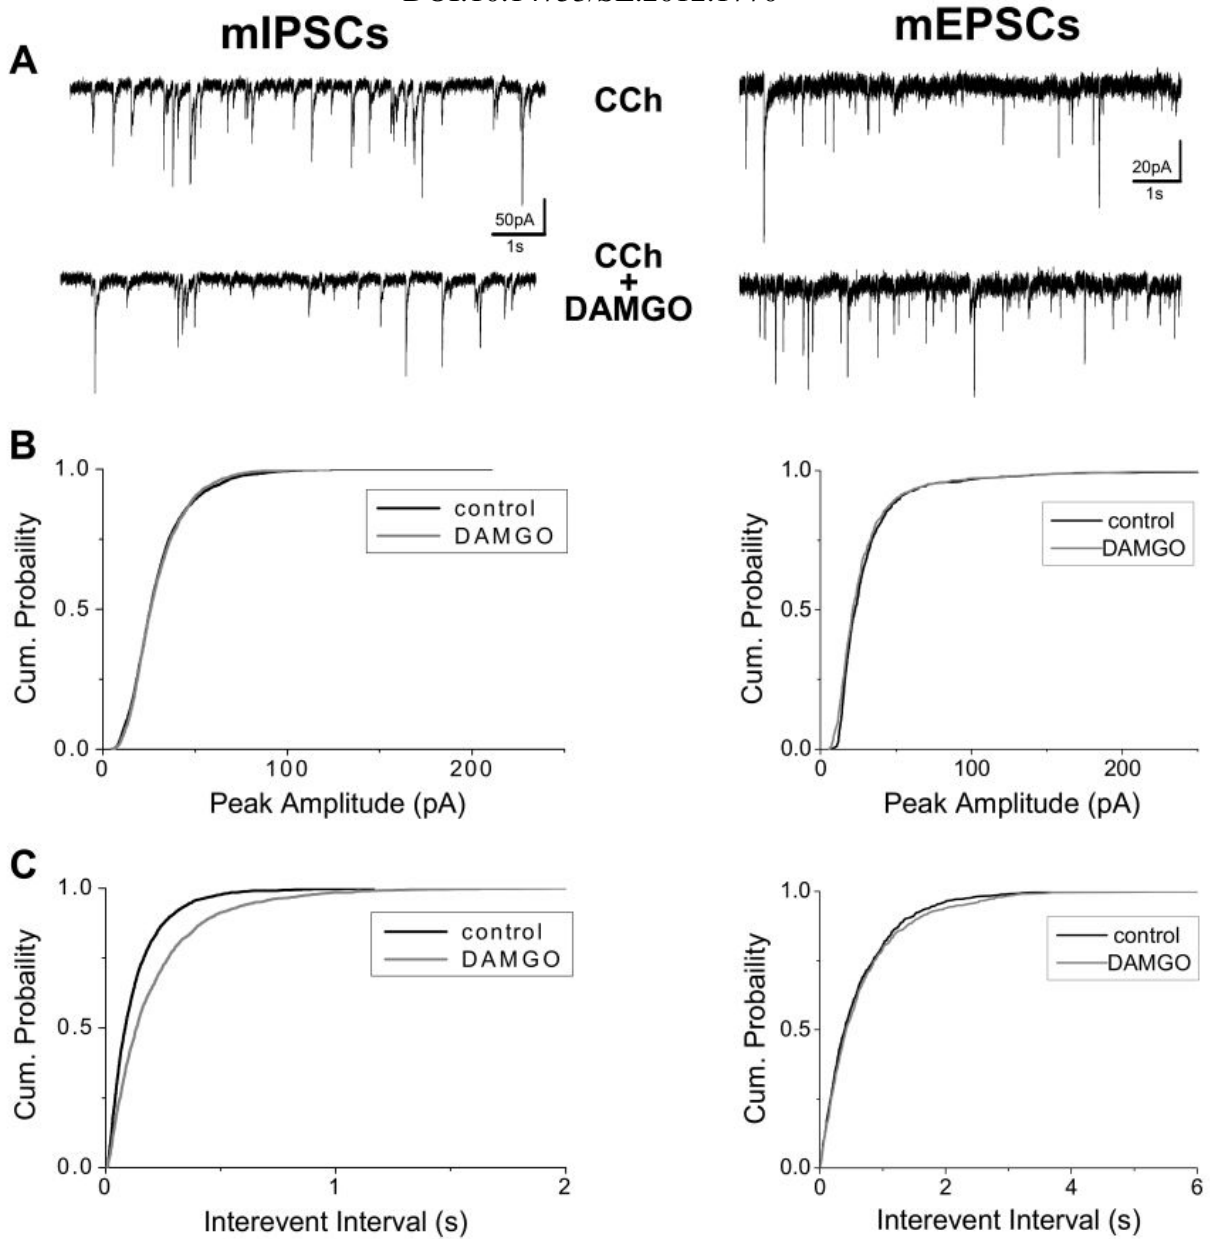 mIPSCs
mEPSCs
A
CCh
20pA
1s
50pA
1s
CCh
+
DAMGO
B
1.0
0.5
0.0
Cum. Probaility
control
DAMGO
0
100
200
Peak Amplitude (pA)
1.0
0.5
0.0
Cum. Probaility
control
DAMGO
0
100
200
Peak Amplitude (pA)
C
1.0
0.5
0.0
Cum. Probaility
control
DAMGO
0
1
2
Interevent Interval (s)
1.0
0.5
0.0
Cum. Probaility
control
DAMGO
0
2
4
6
Interevent Interval (s)